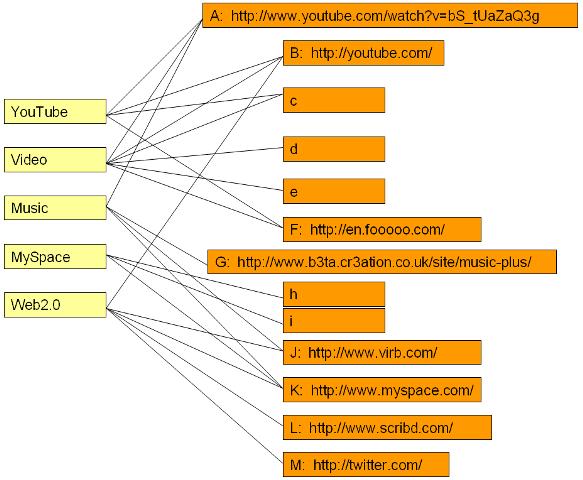 A: http://www.youtube.com/watch?v=bS_tUaZaQ3g
B: http://youtube.com/
c
YouTube
d
Video
e
Music
F: http://en.fooooo.com/
MySpace
G: http://www.b3ta.cr3ation.co.uk/site/music-plus/
h
Web2.0
i
J: http://www.virb.com/
K: http://www.myspace.com/
L: http://www.scribd.com/
M: http://twitter.com/